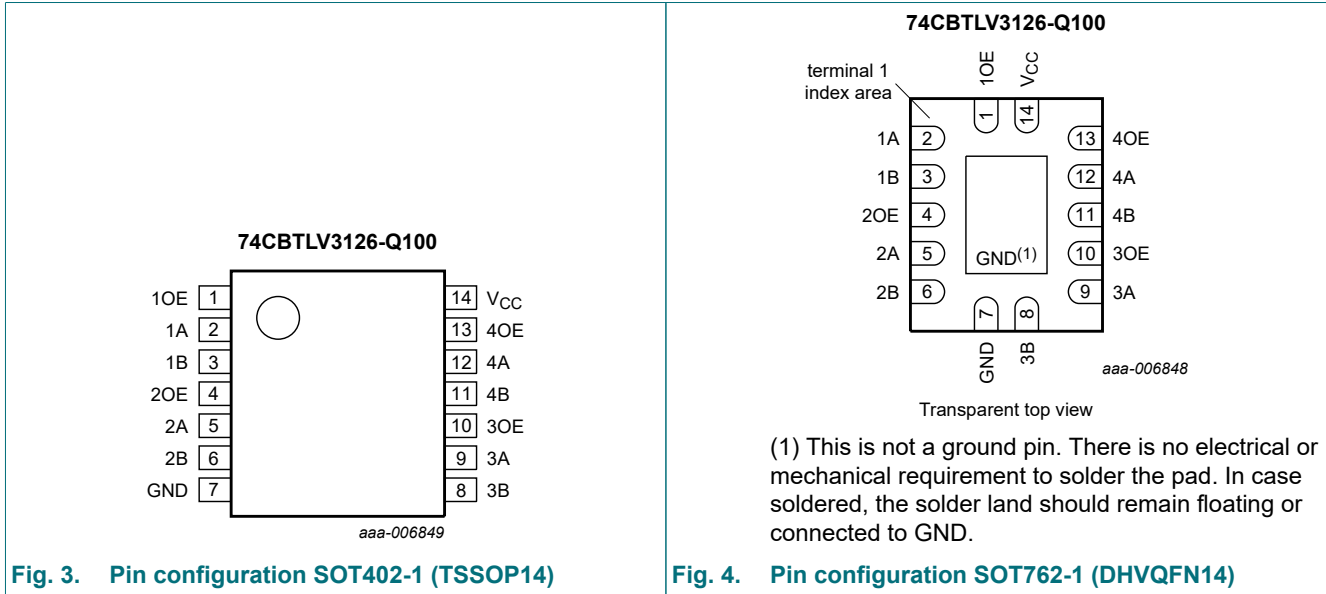 74CBTLV3126-Q100
1OE 1
1A 2
1B 3
2OE 4
2A 5
2B 6
GND 7
14 VCC
13 4OE
12 4A
11 4B
10 3OE
9 3A
8 3B
aaa-006849
Fig. 3. Pin configuration SOT402-1 (TSSOP14)
74CBTLV3126-Q100
terminal 1
index area
1OE
VCC
1
14
1A 2
1B 3
2OE 4
2A 5
2B 6
13 4OE
12 4A
11 4B
10 3OE
9 3A
GND(1)
7
8
GND
3B
aaa-006848
Transparent top view
(1) This is not a ground pin. There is no electrical or
mechanical requirement to solder the pad. In case
soldered, the solder land should remain floating or
connected to GND.
Fig. 4. Pin configuration SOT762-1 (DHVQFN14)